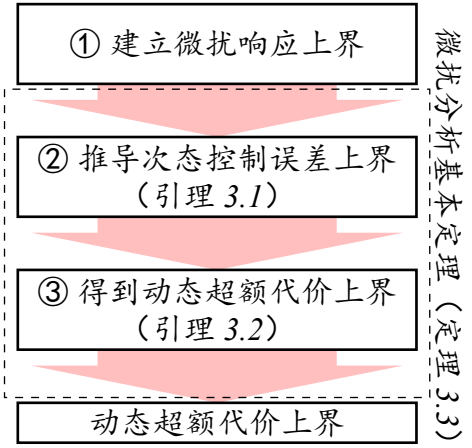 ① 建立微扰响应上界
② 推导次态控制误差上界
（引理 3.1）
③ 得到动态超额代价上界
（引理 3.2）
动态超额代价上界
微扰分析基本定理（定理 3.3）